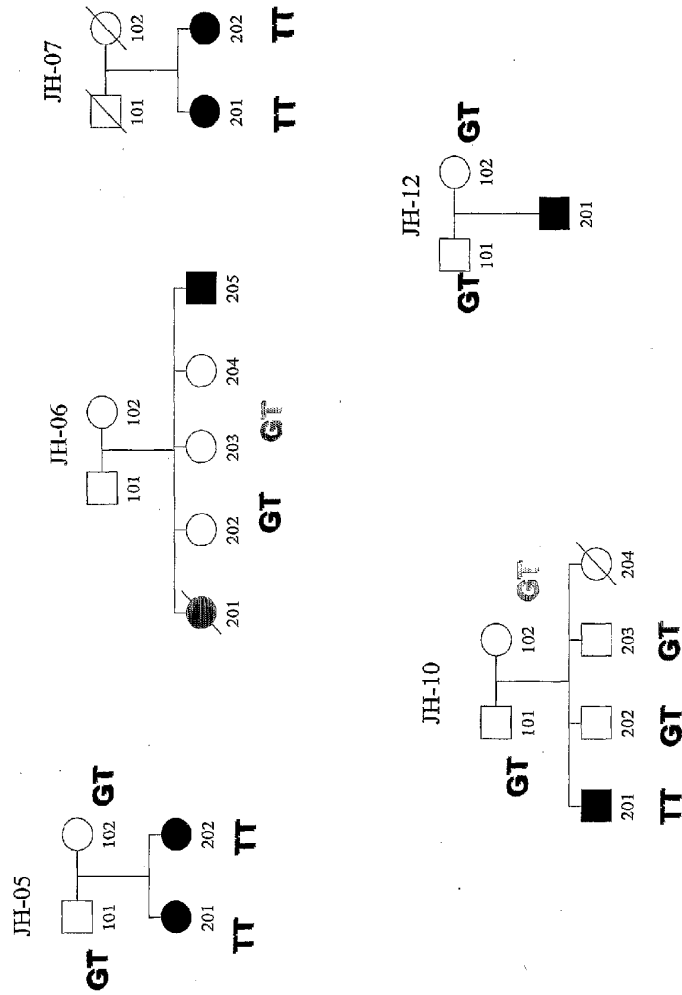 JH-05
101 102
GT GT
201 202
TT TT
JH-06
101 102
201 202 203 204 205
GT GT
JH-07
101 102
201 202
TT TT
JH-10
101 102
GT GT
201 202 203 204
TT GT GT
JH-12
101 102
GT GT
201